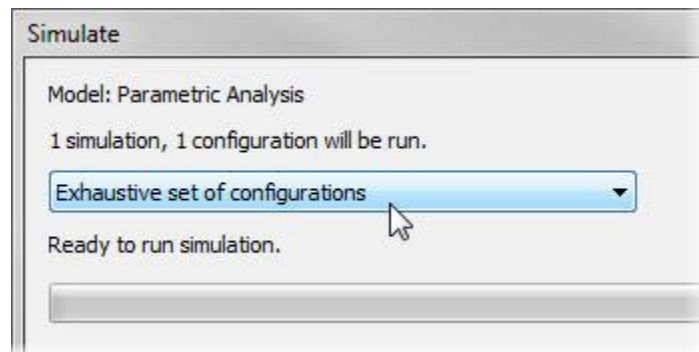 Simulate
Model: Parametric Analysis
1 simulation, 1 configuration will be run.
Exhaustive set of configurations
Ready to run simulation.